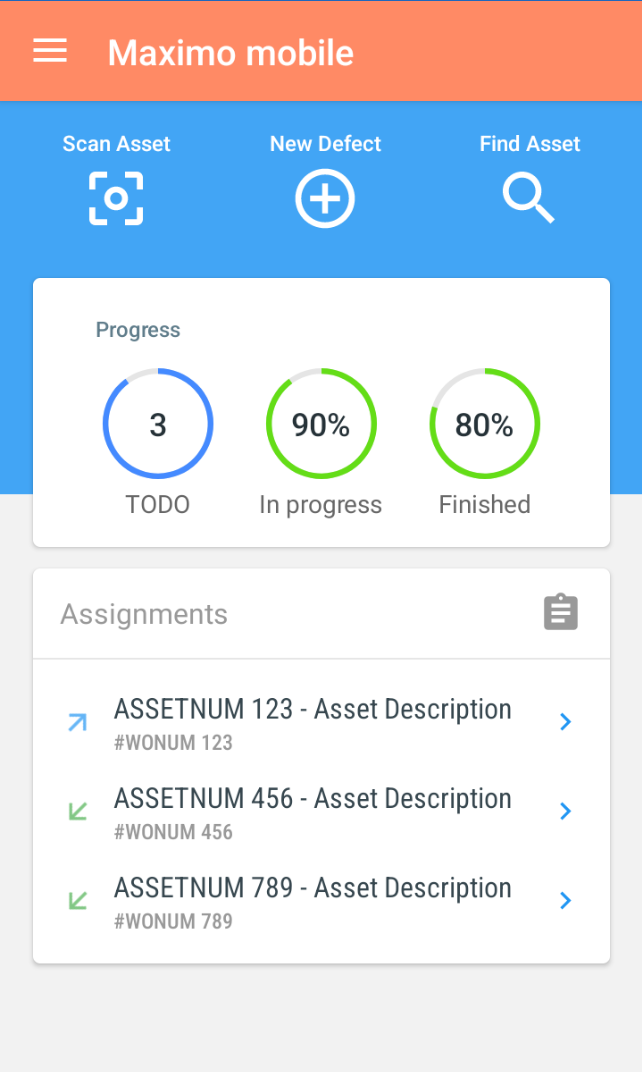 Maximo mobile
Scan Asset
New Defect
Find Asset
Progress
3
90%
80%
TODO
In progress
Finished
Assignments
ASSETNUM 123 - Asset Description
#WONUM 123
ASSETNUM 456 - Asset Description
#WONUM 456
ASSETNUM 789 - Asset Description
#WONUM 789